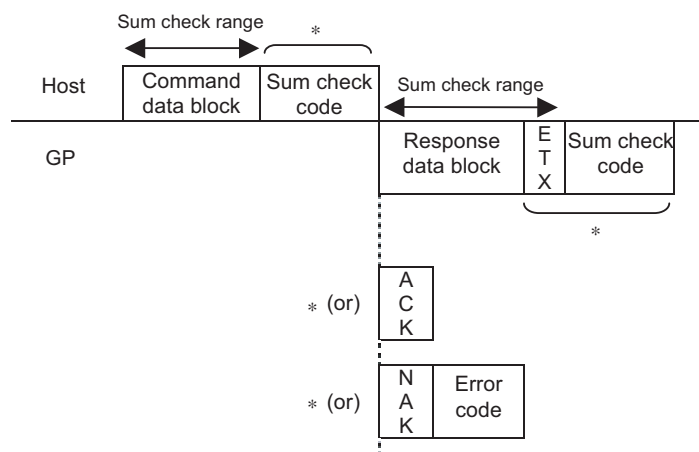 Sum check range
*
Host
Command
data block
Sum check
code
Sum check range
GP
Response
data block
E
T
X
Sum check
code
*
* (or)
A
C
K
* (or)
N
A
K
Error
code